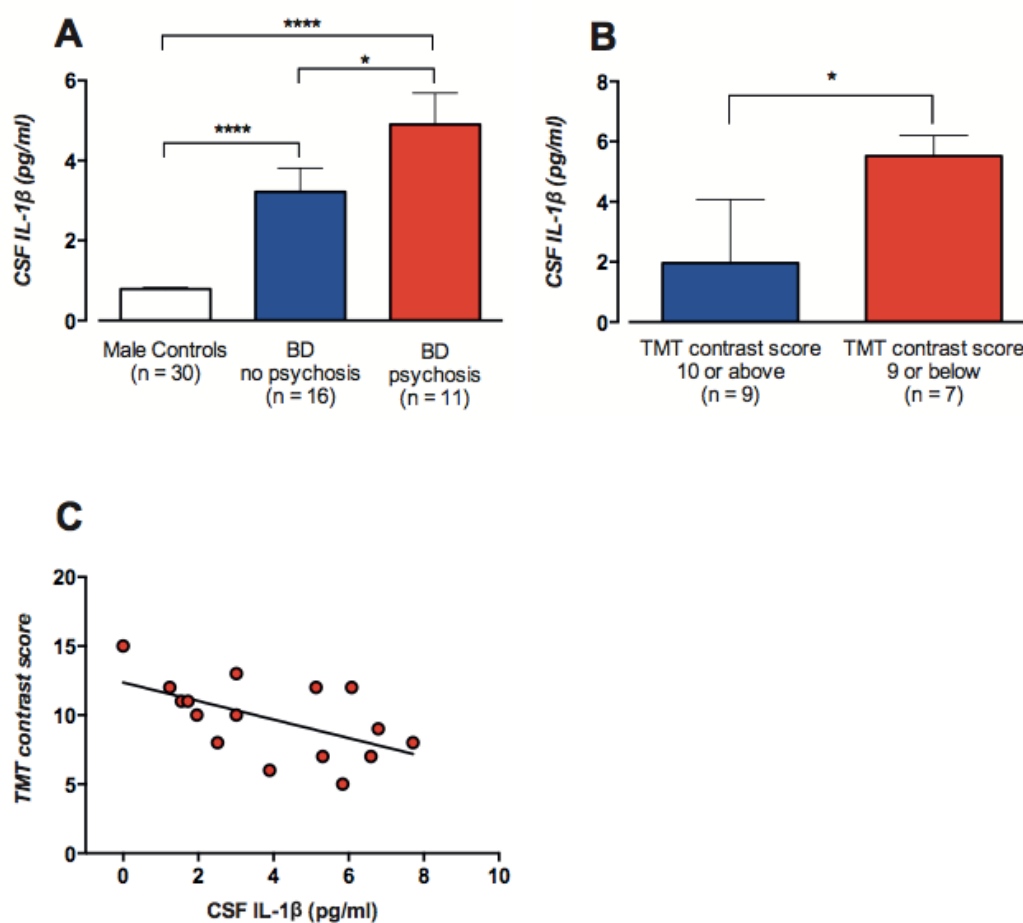 A
****
*
****
CSF IL-1β (pg/ml)
6
4
2
0
Male Controls
(n = 30)
BD
no psychosis
(n = 16)
BD
psychosis
(n = 11)
B
*
CSF IL-1β (pg/ml)
8
6
4
2
0
TMT contrast score
10 or above
(n = 9)
TMT contrast score
9 or below
(n = 7)
C
TMT contrast score
20
15
10
5
0
0 2 4 6 8 10
CSF IL-1β (pg/ml)